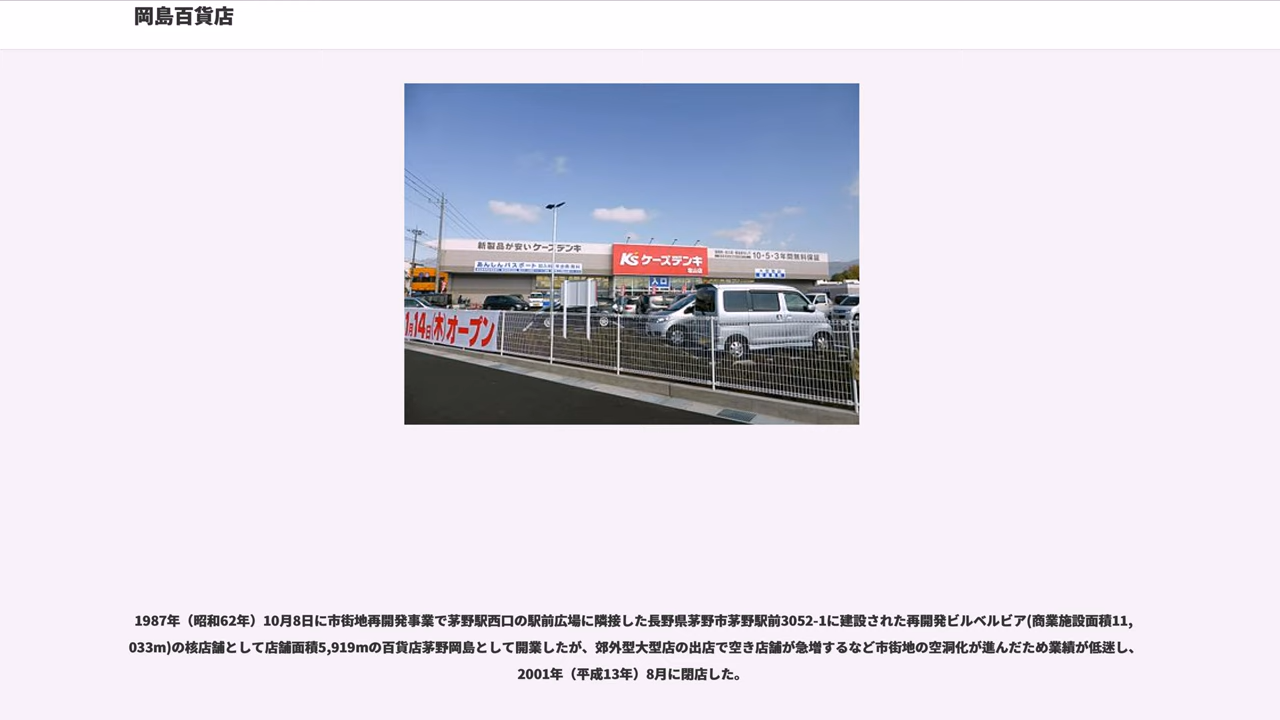 岡島百貨店
新製品が安いケーズデンキ
あんしんパスポート
K's ケーズデンキ
10・5・3年間無料保証
入口
1月14日(木)オープン
1987年（昭和62年）10月8日に市街地再開発事業で茅野駅西口の駅前広場に隣接した長野県茅野市茅野駅前3052-1に建設された再開発ビルベルビア(商業施設面積11,
033m)の核店舗として店舗面積5,919mの百貨店茅野岡島として開業したが、郊外型大型店の出店で空き店舗が急増するなど市街地の空洞化が進んだため業績が低迷し、
2001年（平成13年）8月に閉店した。